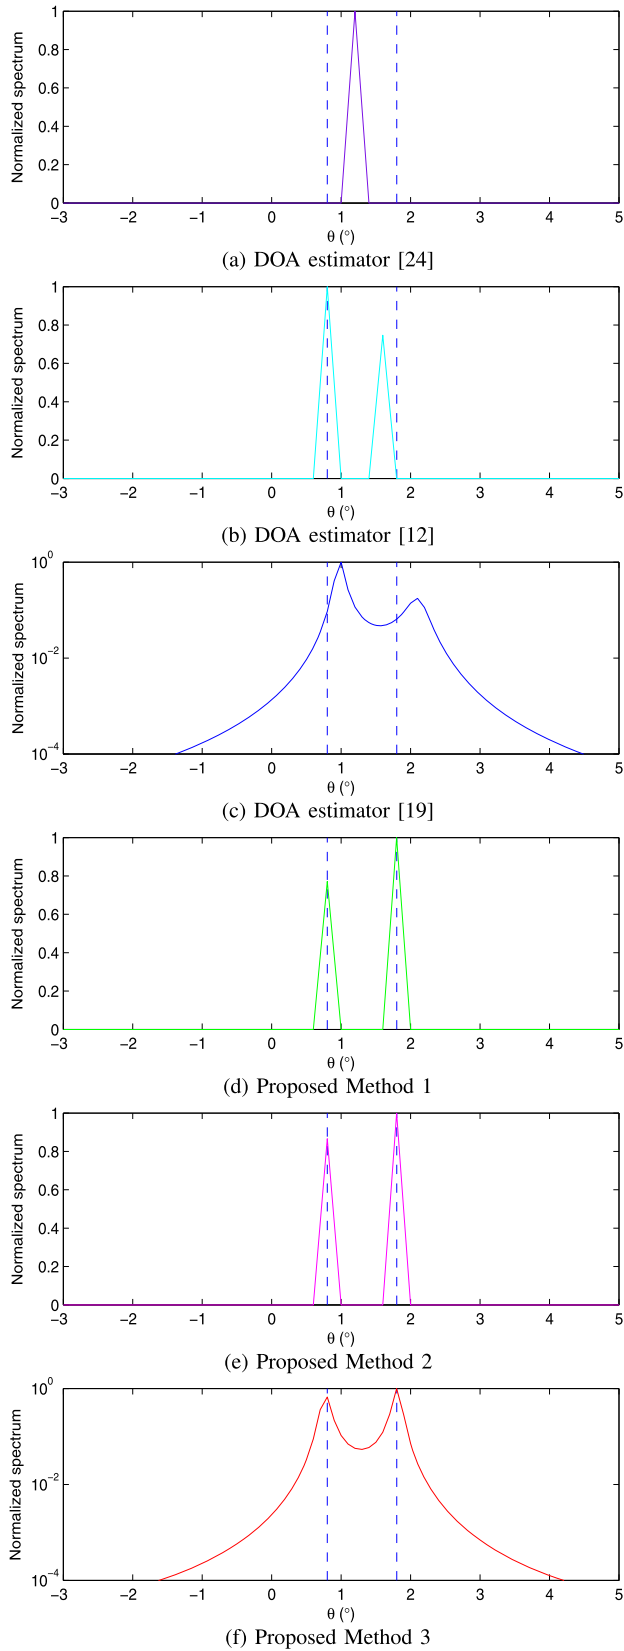 Normalized spectrum
1
0.8
0.6
0.4
0.2
0
−3 −2 −1 0 1 2 3 4 5
θ (°)
(a) DOA estimator [24]
Normalized spectrum
1
0.8
0.6
0.4
0.2
0
−3 −2 −1 0 1 2 3 4 5
θ (°)
(b) DOA estimator [12]
Normalized spectrum
10^0
10^−2
10^−4
−3 −2 −1 0 1 2 3 4 5
θ (°)
(c) DOA estimator [19]
Normalized spectrum
1
0.8
0.6
0.4
0.2
0
−3 −2 −1 0 1 2 3 4 5
θ (°)
(d) Proposed Method 1
Normalized spectrum
1
0.8
0.6
0.4
0.2
0
−3 −2 −1 0 1 2 3 4 5
θ (°)
(e) Proposed Method 2
Normalized spectrum
10^0
10^−2
10^−4
−3 −2 −1 0 1 2 3 4 5
θ (°)
(f) Proposed Method 3